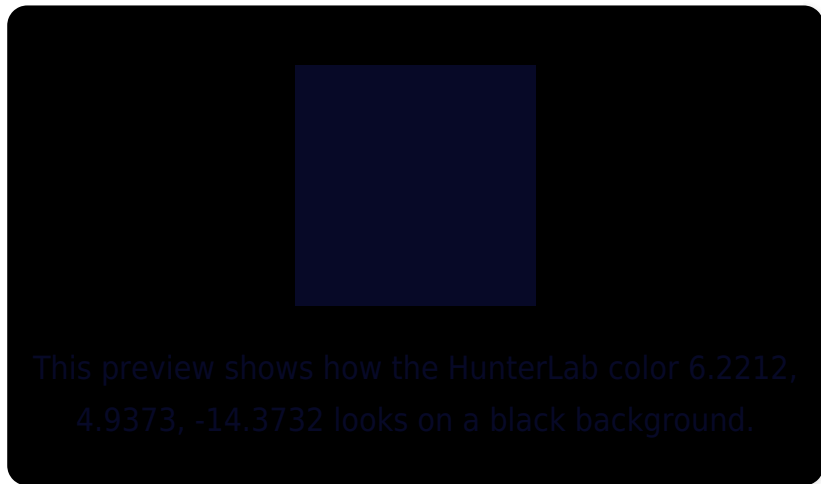 This preview shows how the HunterLab color 6.2212,
4.9373, -14.3732 looks on a black background.